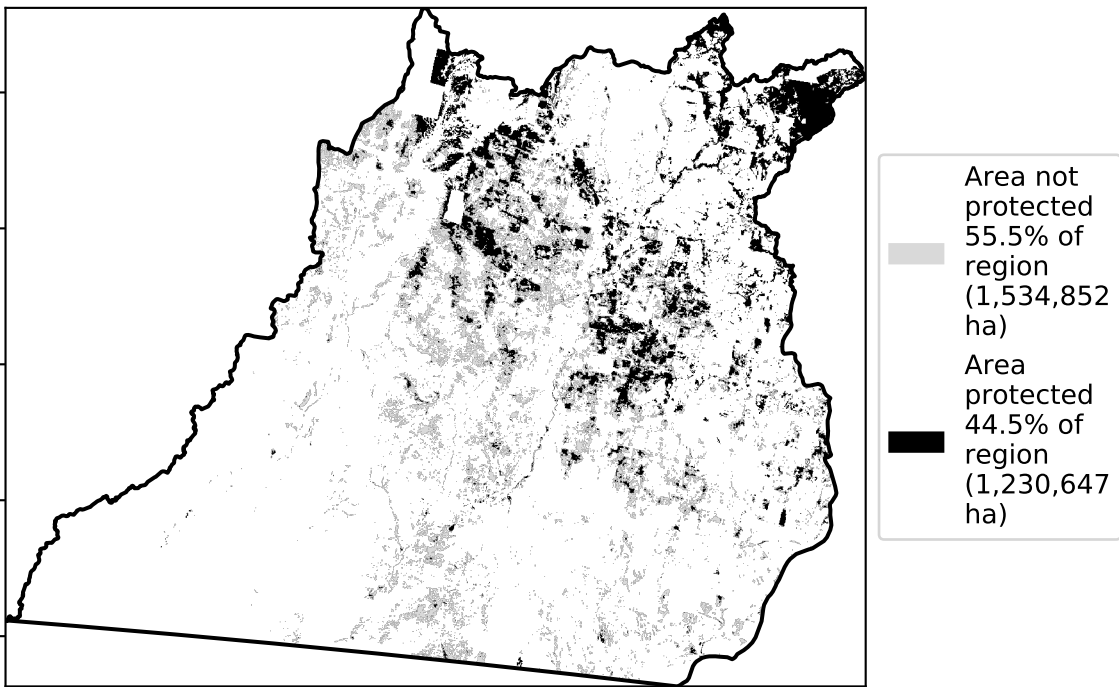 Area not
protected
55.5% of
region
(1,534,852
ha)
Area
protected
44.5% of
region
(1,230,647
ha)